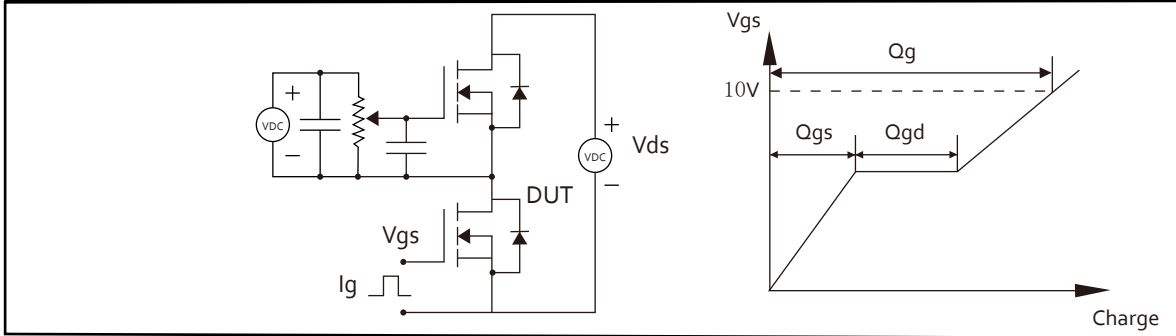 VDC
+
−
Vgs
Ig
DUT
+
VDC
−
Vds
Vgs
Qg
10V
Qgs
Qgd
Charge